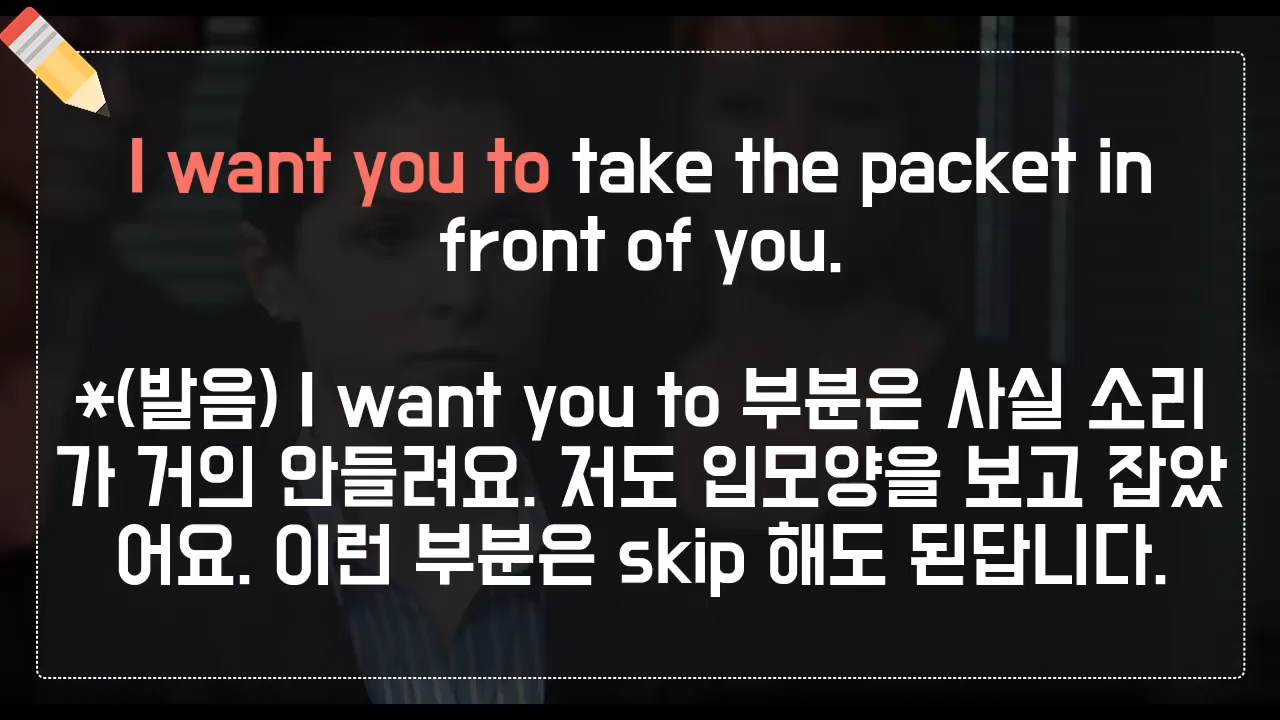 I want you to take the packet in
front of you.
*(발음) I want you to 부분은 사실 소리
가 거의 안들려요. 저도 입모양을 보고 잡았
어요. 이런 부분은 skip 해도 된답니다.